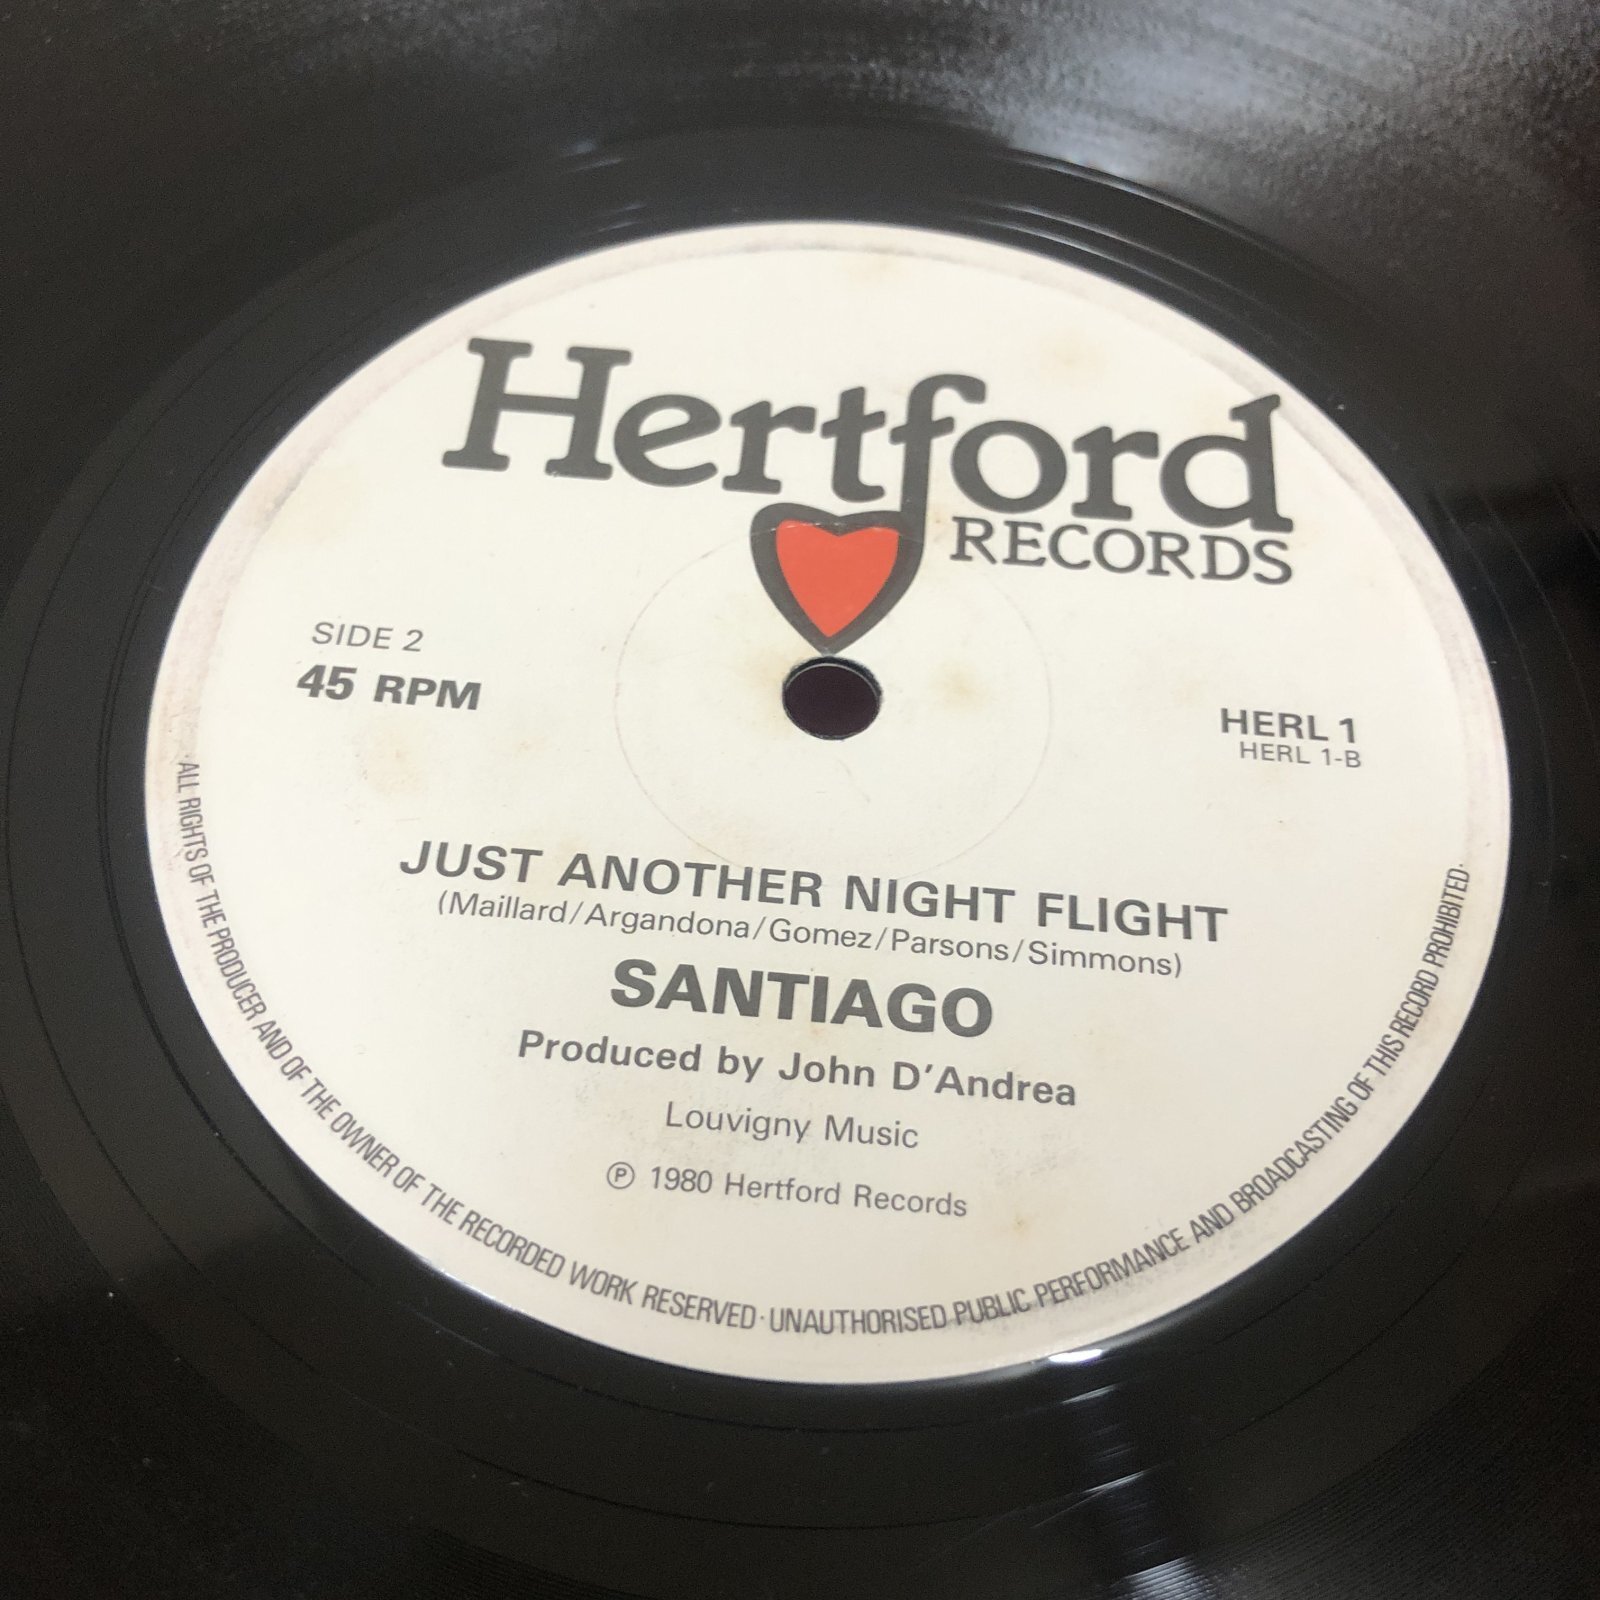 Hertford
RECORDS
SIDE 2
45 RPM
HERL 1
HERL 1-B
JUST ANOTHER NIGHT FLIGHT
(Maillard/Argandona/Gomez/Parsons/Simmons)
SANTIAGO
Produced by John D'Andrea
Louvigny Music
℗ 1980 Hertford Records
ALL RIGHTS OF THE PRODUCER AND OF THE OWNER OF THE RECORDED WORK RESERVED · UNAUTHORISED PUBLIC PERFORMANCE AND BROADCASTING OF THIS RECORD PROHIBITED ·